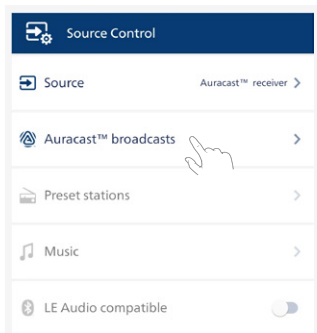 Source Control
Source Auracast™ receiver
Auracast™ broadcasts
Preset stations
Music
LE Audio compatible